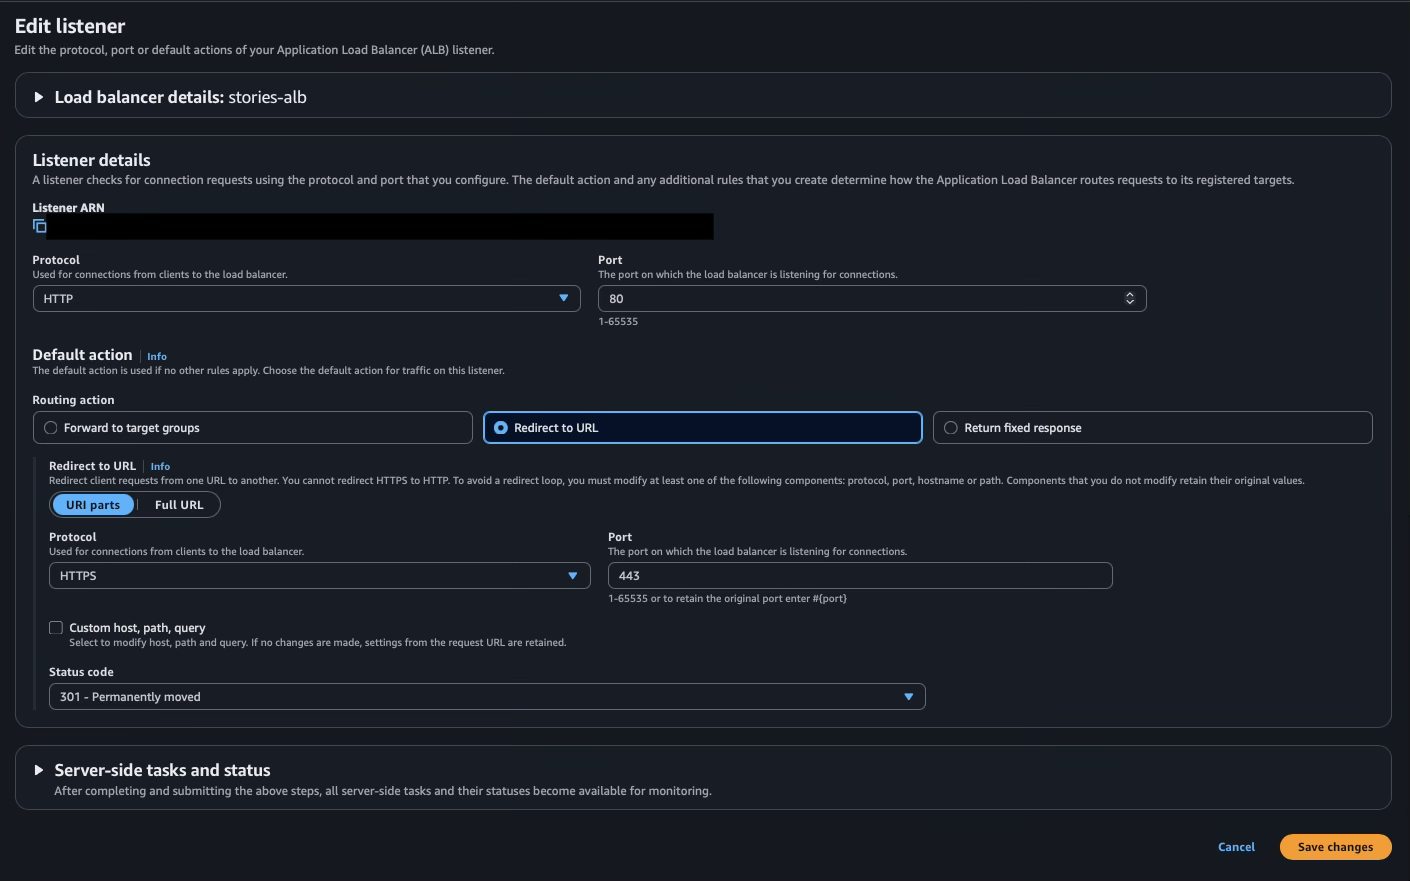 Edit listener
Edit the protocol, port or default actions of your Application Load Balancer (ALB) listener.
Load balancer details: stories-alb
Listener details
A listener checks for connection requests using the protocol and port that you configure. The default action and any additional rules that you create determine how the Application Load Balancer routes requests to its registered targets.
Listener ARN
Protocol
Used for connections from clients to the load balancer.
HTTP
Port
The port on which the load balancer is listening for connections.
80
1-65535
Default action Info
The default action is used if no other rules apply. Choose the default action for traffic on this listener.
Routing action
Forward to target groups
Redirect to URL
Return fixed response
Redirect to URL Info
Redirect client requests from one URL to another. You cannot redirect HTTPS to HTTP. To avoid a redirect loop, you must modify at least one of the following components: protocol, port, hostname or path. Components that you do not modify retain their original values.
URI parts
Full URL
Protocol
Used for connections from clients to the load balancer.
HTTPS
Port
The port on which the load balancer is listening for connections.
443
1-65535 or to retain the original port enter #{port}
Custom host, path, query
Select to modify host, path and query. If no changes are made, settings from the request URL are retained.
Status code
301 - Permanently moved
Server-side tasks and status
After completing and submitting the above steps, all server-side tasks and their statuses become available for monitoring.
Cancel
Save changes